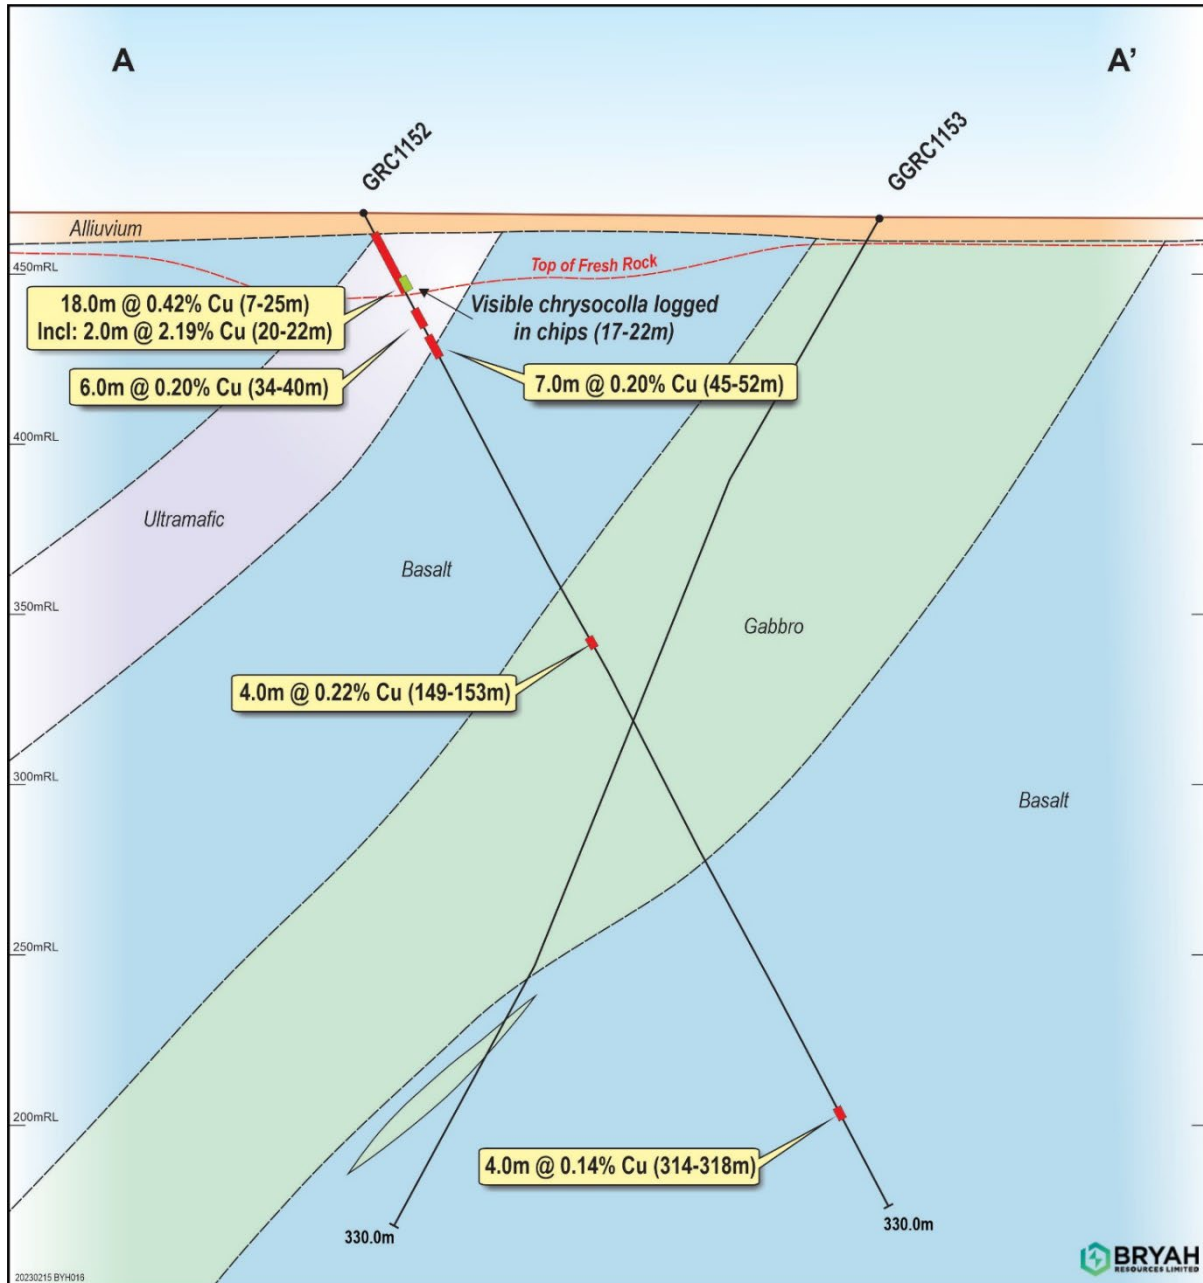 A
A'
GRC1152
GGRC1153
Alliuvium
450mRL
Top of Fresh Rock
18.0m @ 0.42% Cu (7-25m)
Incl: 2.0m @ 2.19% Cu (20-22m)
Visible chrysocolla logged
in chips (17-22m)
6.0m @ 0.20% Cu (34-40m)
7.0m @ 0.20% Cu (45-52m)
400mRL
Ultramafic
Basalt
350mRL
Gabbro
4.0m @ 0.22% Cu (149-153m)
300mRL
Basalt
250mRL
200mRL
4.0m @ 0.14% Cu (314-318m)
330.0m
330.0m
20230215 BYH016
BRYAH
RESOURCES LIMITED